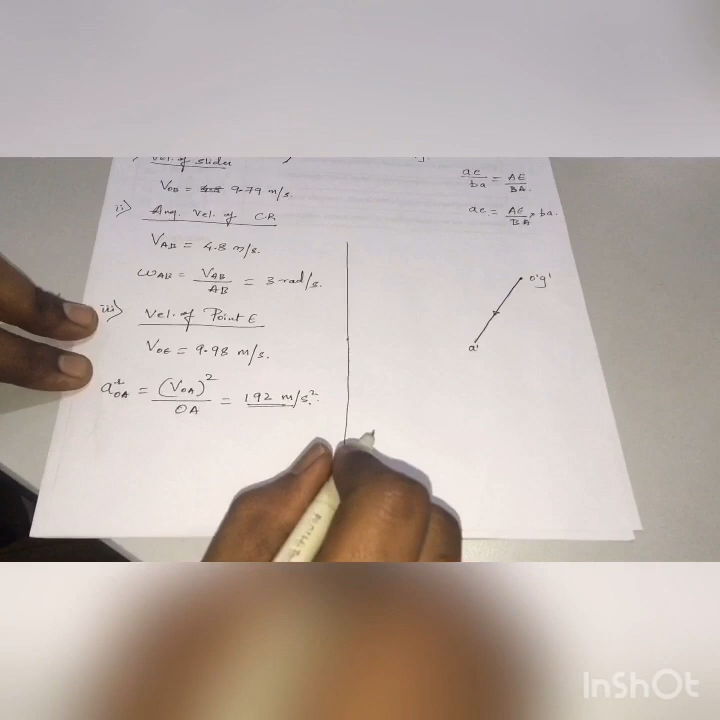 Vel. of Slider
V_OB = 9.79 m/s.
ii) Ang. Vel. of C.R
V_AB = 4.8 m/s.
ω_AB = V_AB / AB = 3 rad/s.
iii) Vel. of Point E
V_OE = 9.98 m/s.
a^r_OA = (V_OA)^2 / OA = 192 m/s^2.
ae / ba = AE / BA.
ae = AE / BA × ba.
o'g'
a'
InShOt